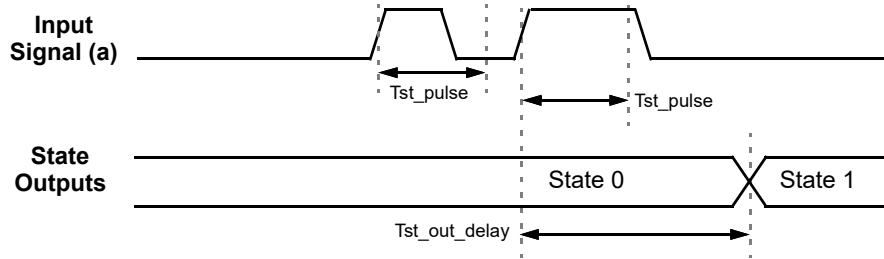 Input
Signal (a)
Tst_pulse
Tst_pulse
State
Outputs
State 0
State 1
Tst_out_delay